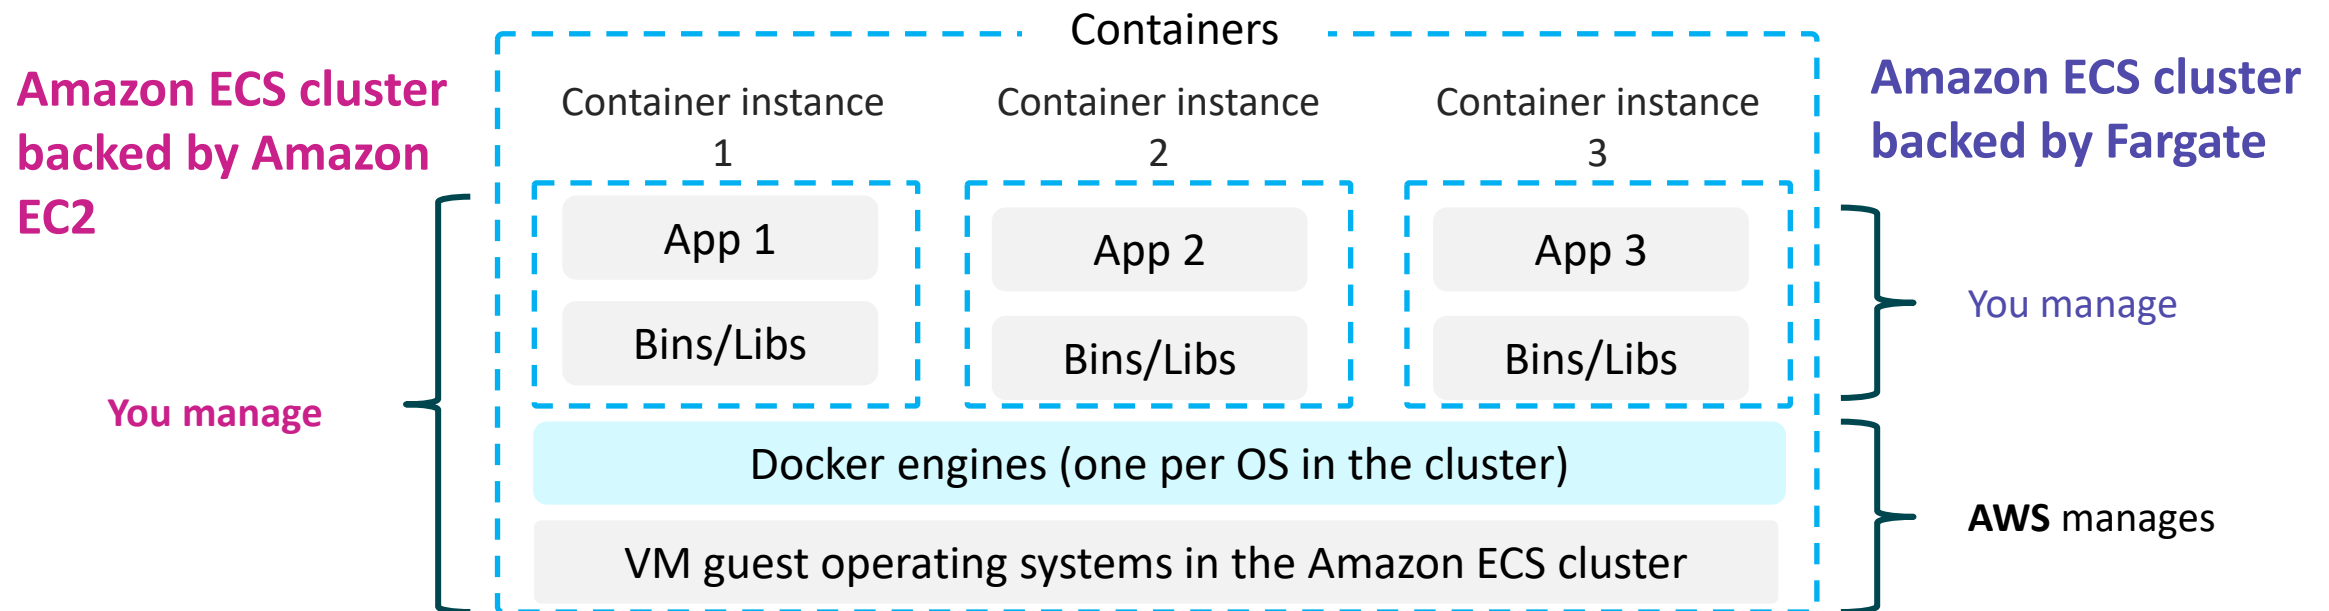 Containers
Amazon ECS cluster
backed by Amazon
EC2
You manage
Container instance
1
App 1
Bins/Libs
Container instance
2
App 2
Bins/Libs
Container instance
3
App 3
Bins/Libs
Docker engines (one per OS in the cluster)
VM guest operating systems in the Amazon ECS cluster
Amazon ECS cluster
backed by Fargate
You manage
AWS manages